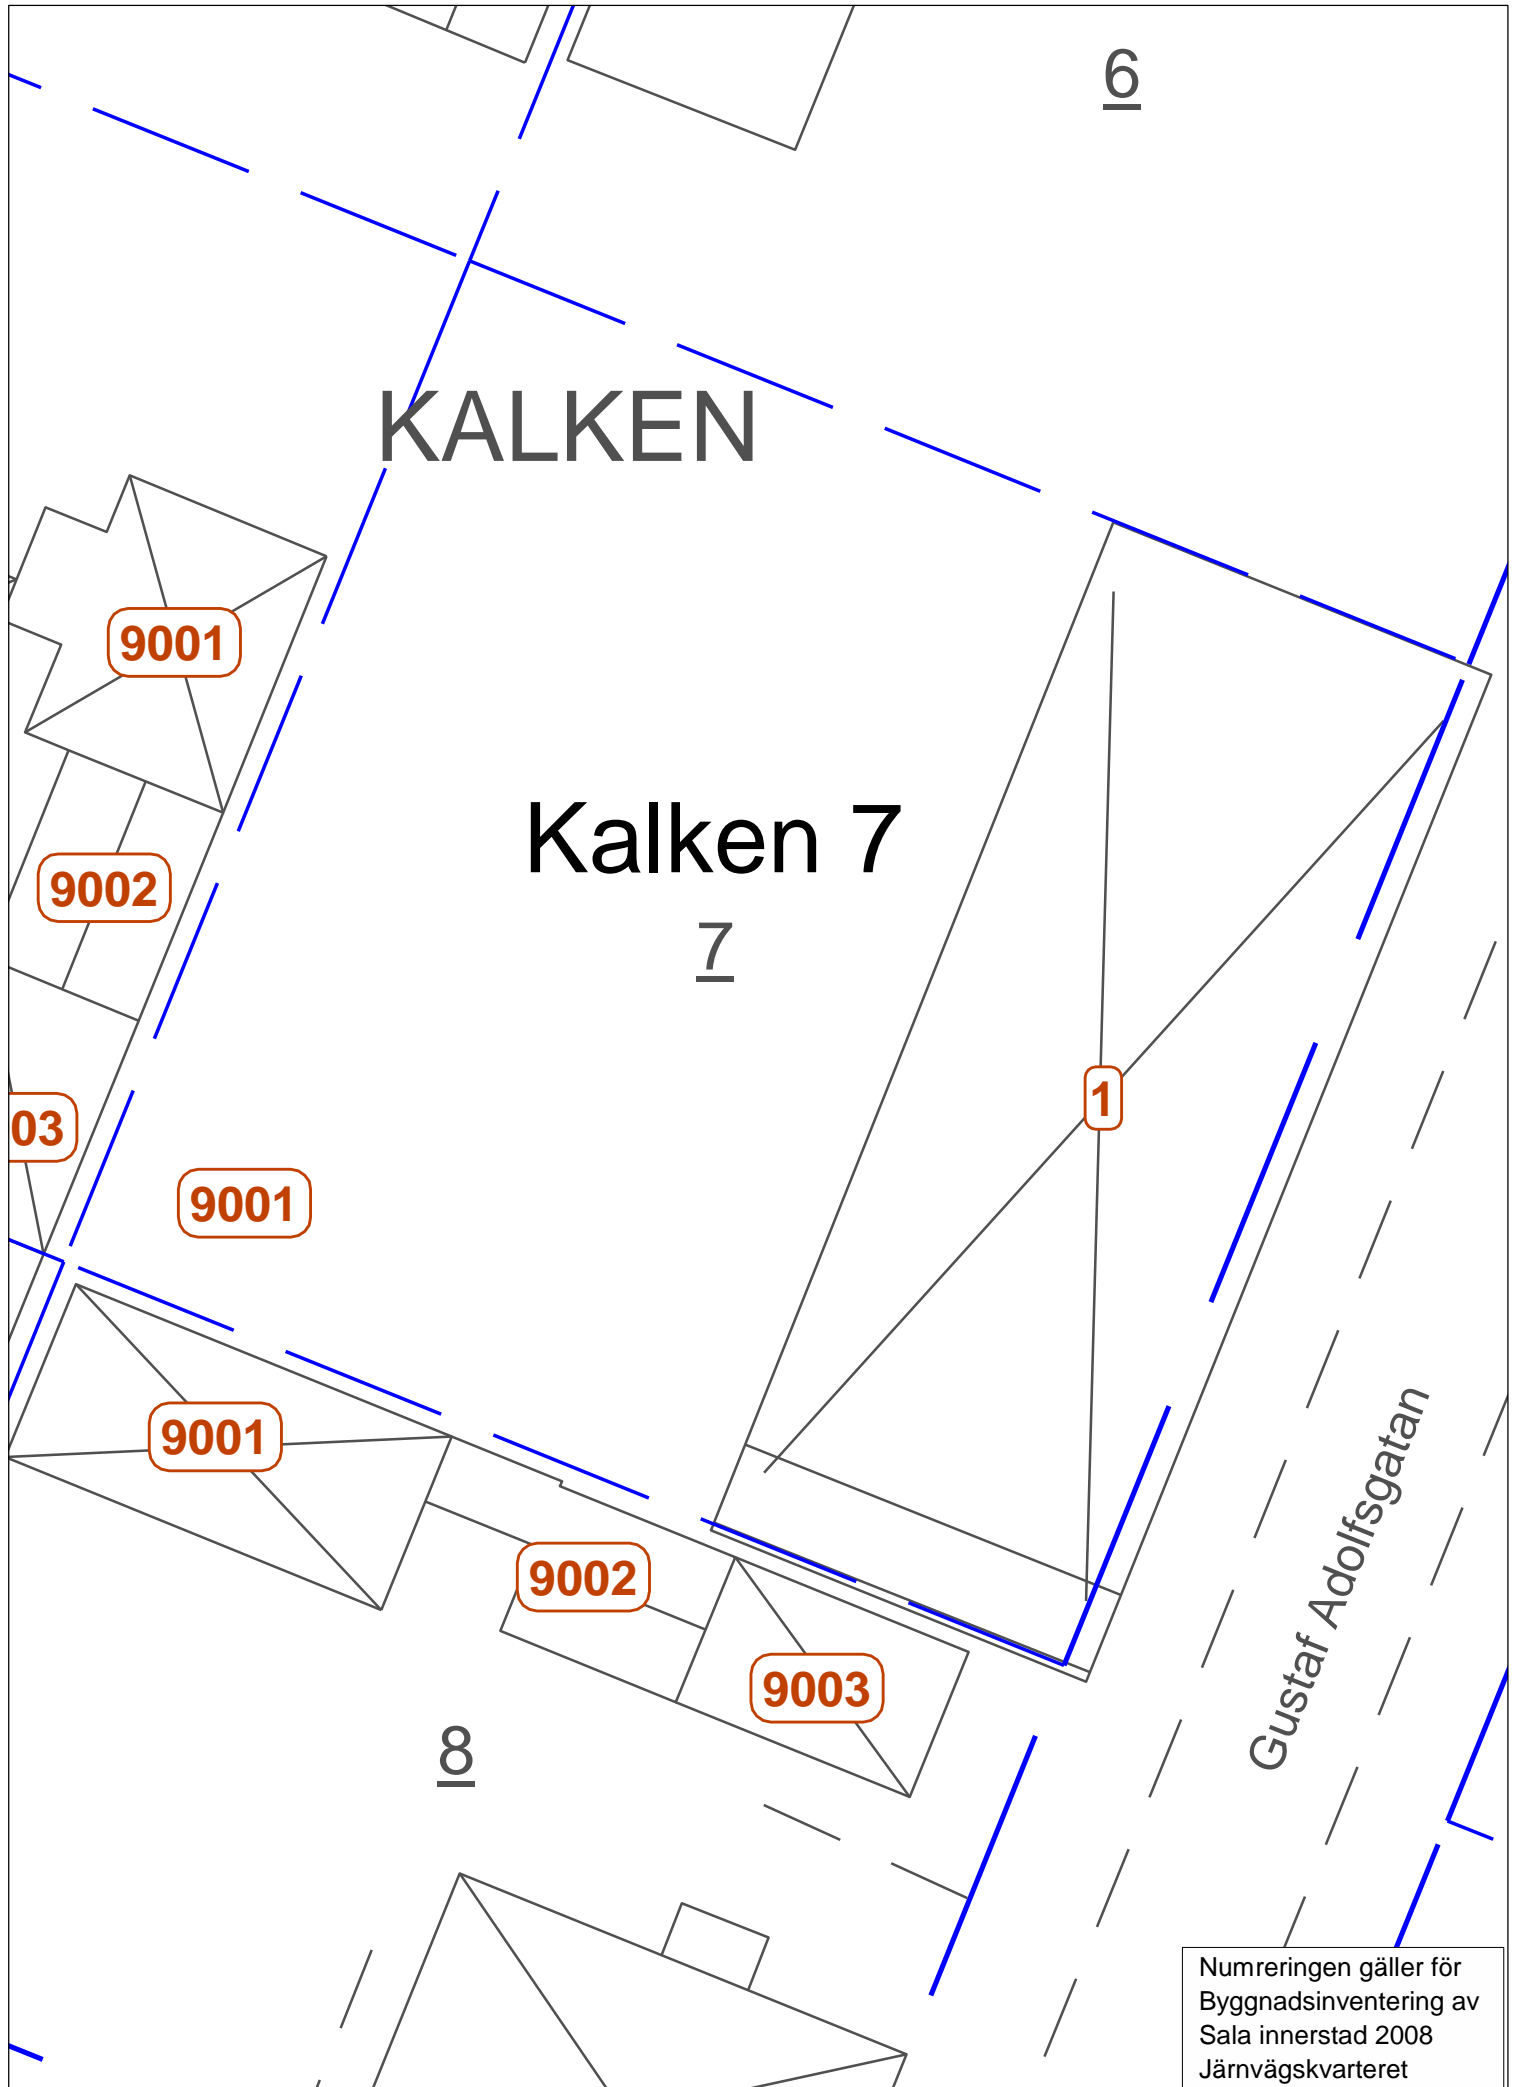 6
KALKEN
9001
Kalken 7
9002
7
1
03
9001
9001
Gustaf Adolfsgatan
9002
9003
8
Numreringen gäller för
Byggnadsinventering av
Sala innerstad 2008
Järnvägskvarteret